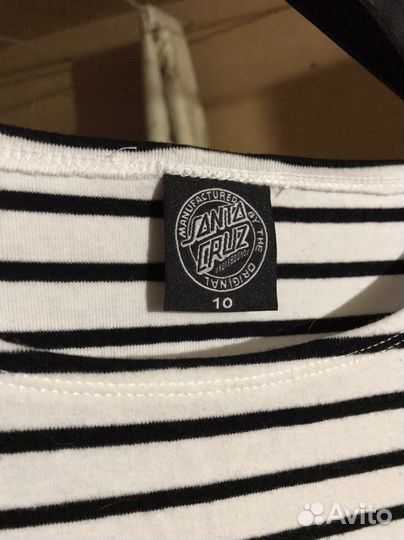 MANUFACTURED BY THE ORIGINAL
SANTA
CRUZ
10
Avito